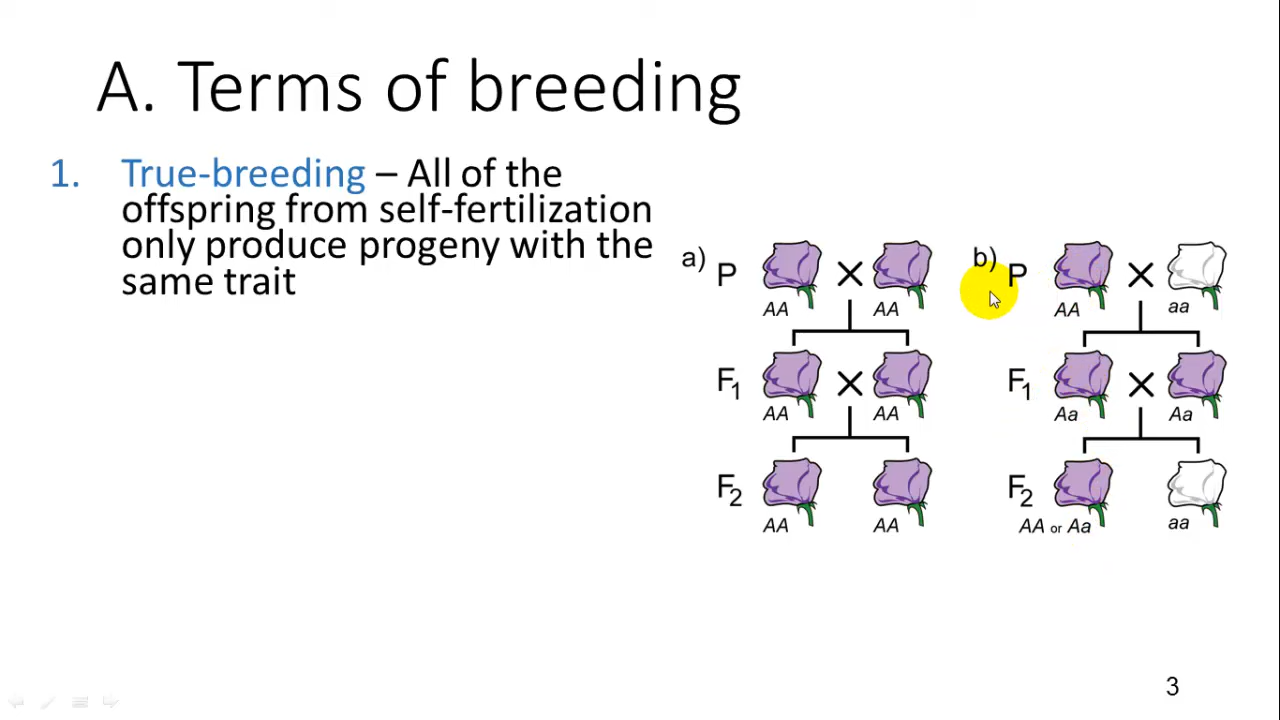 A. Terms of breeding
1. True-breeding – All of the
offspring from self-fertilization
only produce progeny with the
same trait
a) P AA × AA
F1 AA × AA
F2 AA AA
b) P AA × aa
F1 Aa × Aa
F2 AA or Aa aa
3